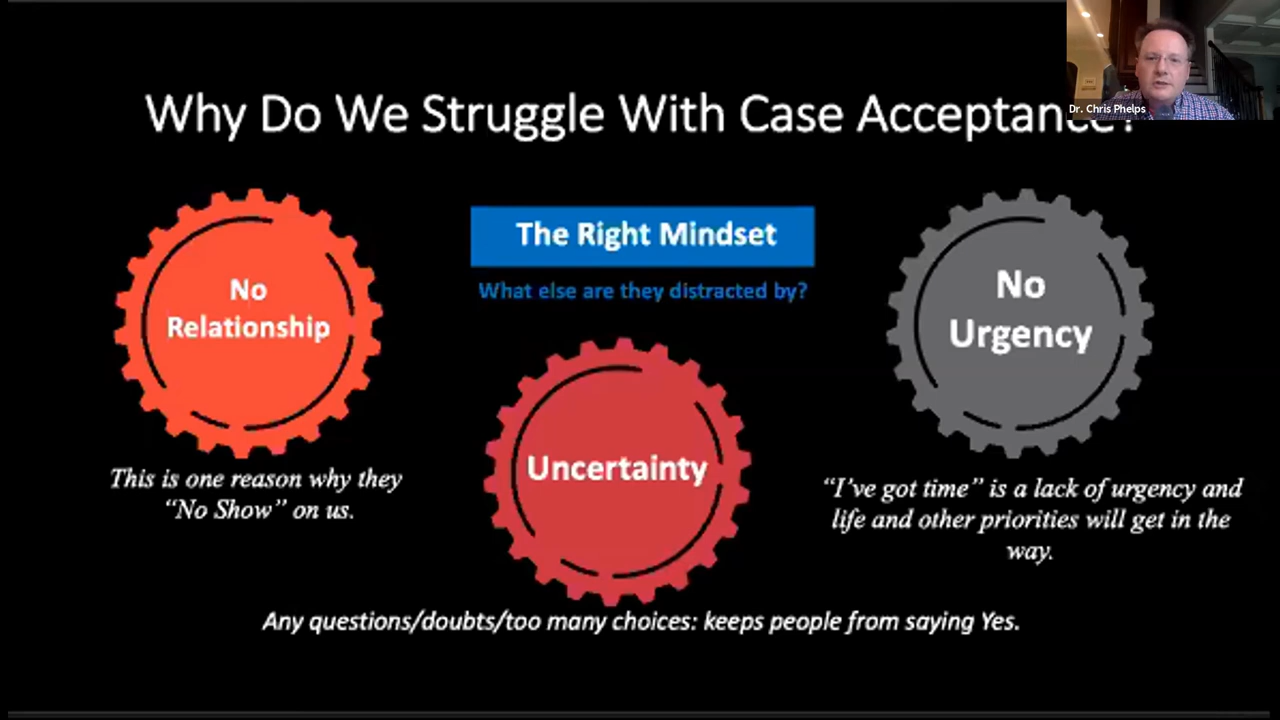 Why Do We Struggle With Case Acceptance?
Dr. Chris Phelps
The Right Mindset
What else are they distracted by?
No
Relationship
This is one reason why they
“No Show” on us.
Uncertainty
Any questions/doubts/too many choices: keeps people from saying Yes.
No
Urgency
“I’ve got time” is a lack of urgency and
life and other priorities will get in the
way.